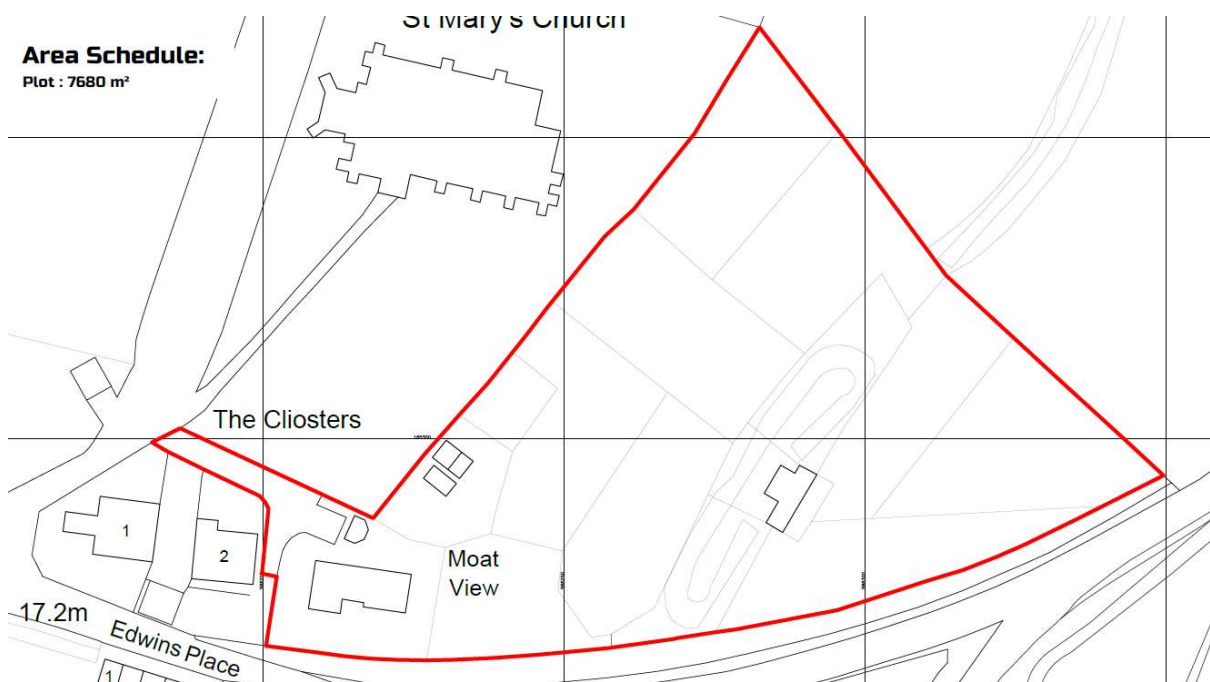 St Mary's Church
Area Schedule:
Plot : 7680 m²
The Cliosters
1
2
Moat
View
17.2m
Edwins Place
1